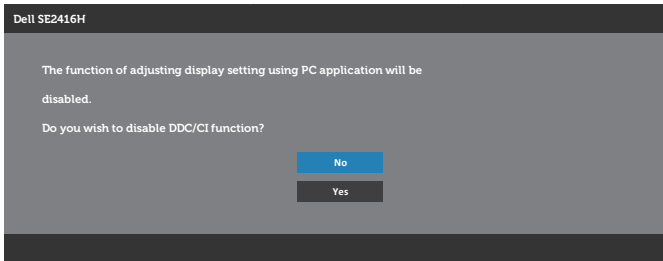 Dell SE2416H
The function of adjusting display setting using PC application will be
disabled.
Do you wish to disable DDC/CI function?
No
Yes